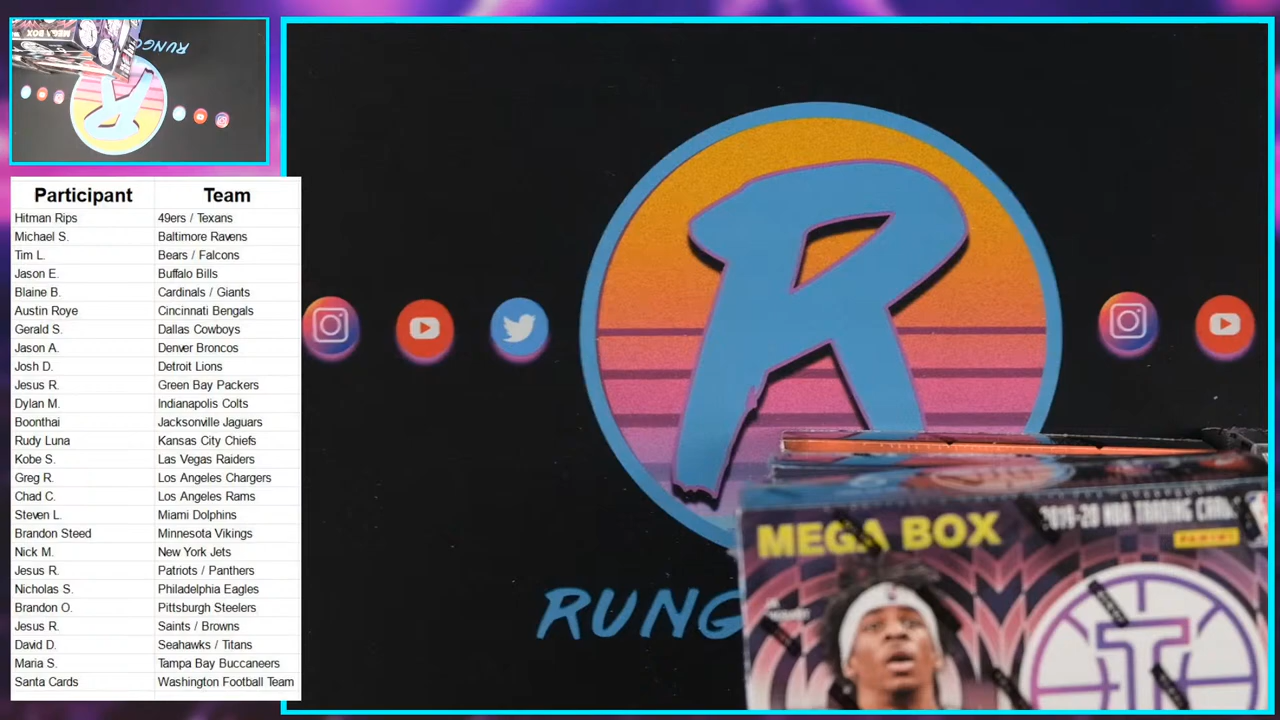 MEGA BOX
RUNG
Participant Team
Hitman Rips 49ers / Texans
Michael S. Baltimore Ravens
Tim L. Bears / Falcons
Jason E. Buffalo Bills
Blaine B. Cardinals / Giants
Austin Roye Cincinnati Bengals
Gerald S. Dallas Cowboys
Jason A. Denver Broncos
Josh D. Detroit Lions
Jesus R. Green Bay Packers
Dylan M. Indianapolis Colts
Boonthai Jacksonville Jaguars
Rudy Luna Kansas City Chiefs
Kobe S. Las Vegas Raiders
Greg R. Los Angeles Chargers
Chad C. Los Angeles Rams
Steven L. Miami Dolphins
Brandon Steed Minnesota Vikings
Nick M. New York Jets
Jesus R. Patriots / Panthers
Nicholas S. Philadelphia Eagles
Brandon O. Pittsburgh Steelers
Jesus R. Saints / Browns
David D. Seahawks / Titans
Maria S. Tampa Bay Buccaneers
Santa Cards Washington Football Team
R
RUNG
MEGA BOX
2019-20 NBA TRADING CARDS
PANINI
I